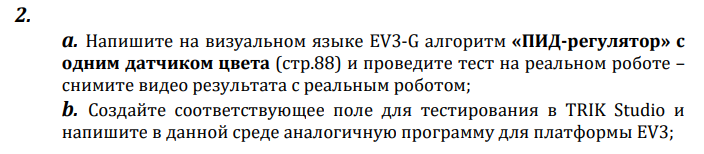 2.
a. Напишите на визуальном языке EV3-G алгоритм «ПИД-регулятор» с
одним датчиком цвета (стр.88) и проведите тест на реальном роботе –
снимите видео результата с реальным роботом;
b. Создайте соответствующее поле для тестирования в TRIK Studio и
напишите в данной среде аналогичную программу для платформы EV3;